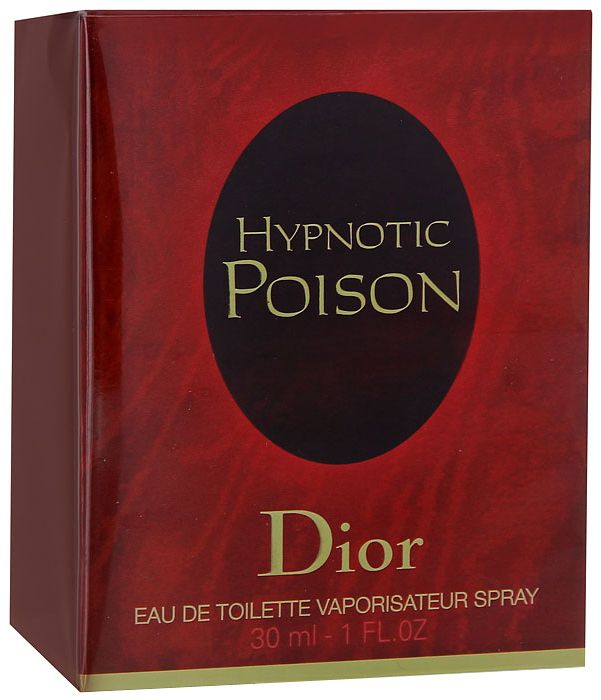 HYPNOTIC
POISON
Dior
EAU DE TOILETTE VAPORISATEUR SPRAY
30 ml - 1 FL.OZ